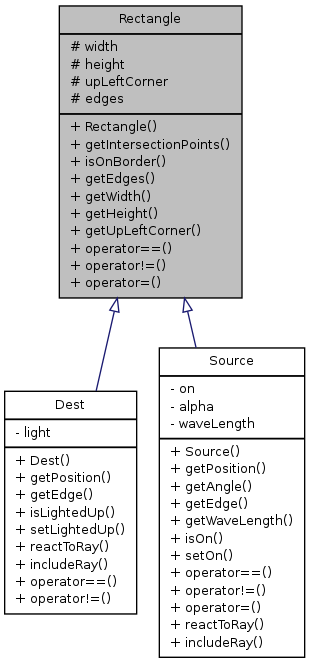 Rectangle
# width
# height
# upLeftCorner
# edges
+ Rectangle()
+ getIntersectionPoints()
+ isOnBorder()
+ getEdges()
+ getWidth()
+ getHeight()
+ getUpLeftCorner()
+ operator==()
+ operator!=()
+ operator=()
Dest
- light
+ Dest()
+ getPosition()
+ getEdge()
+ isLightedUp()
+ setLightedUp()
+ reactToRay()
+ includeRay()
+ operator==()
+ operator!=()
Source
- on
- alpha
- waveLength
+ Source()
+ getPosition()
+ getAngle()
+ getEdge()
+ getWaveLength()
+ isOn()
+ setOn()
+ operator==()
+ operator!=()
+ operator=()
+ reactToRay()
+ includeRay()